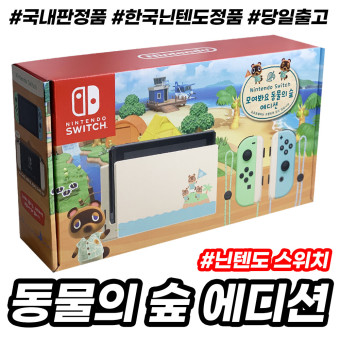 #국내판정품 #한국닌텐도정품 #당일출고
NINTENDO
SWITCH
Nintendo Switch
모여봐요 동물의 숲
에디션
#닌텐도 스위치
동물의 숲 에디션